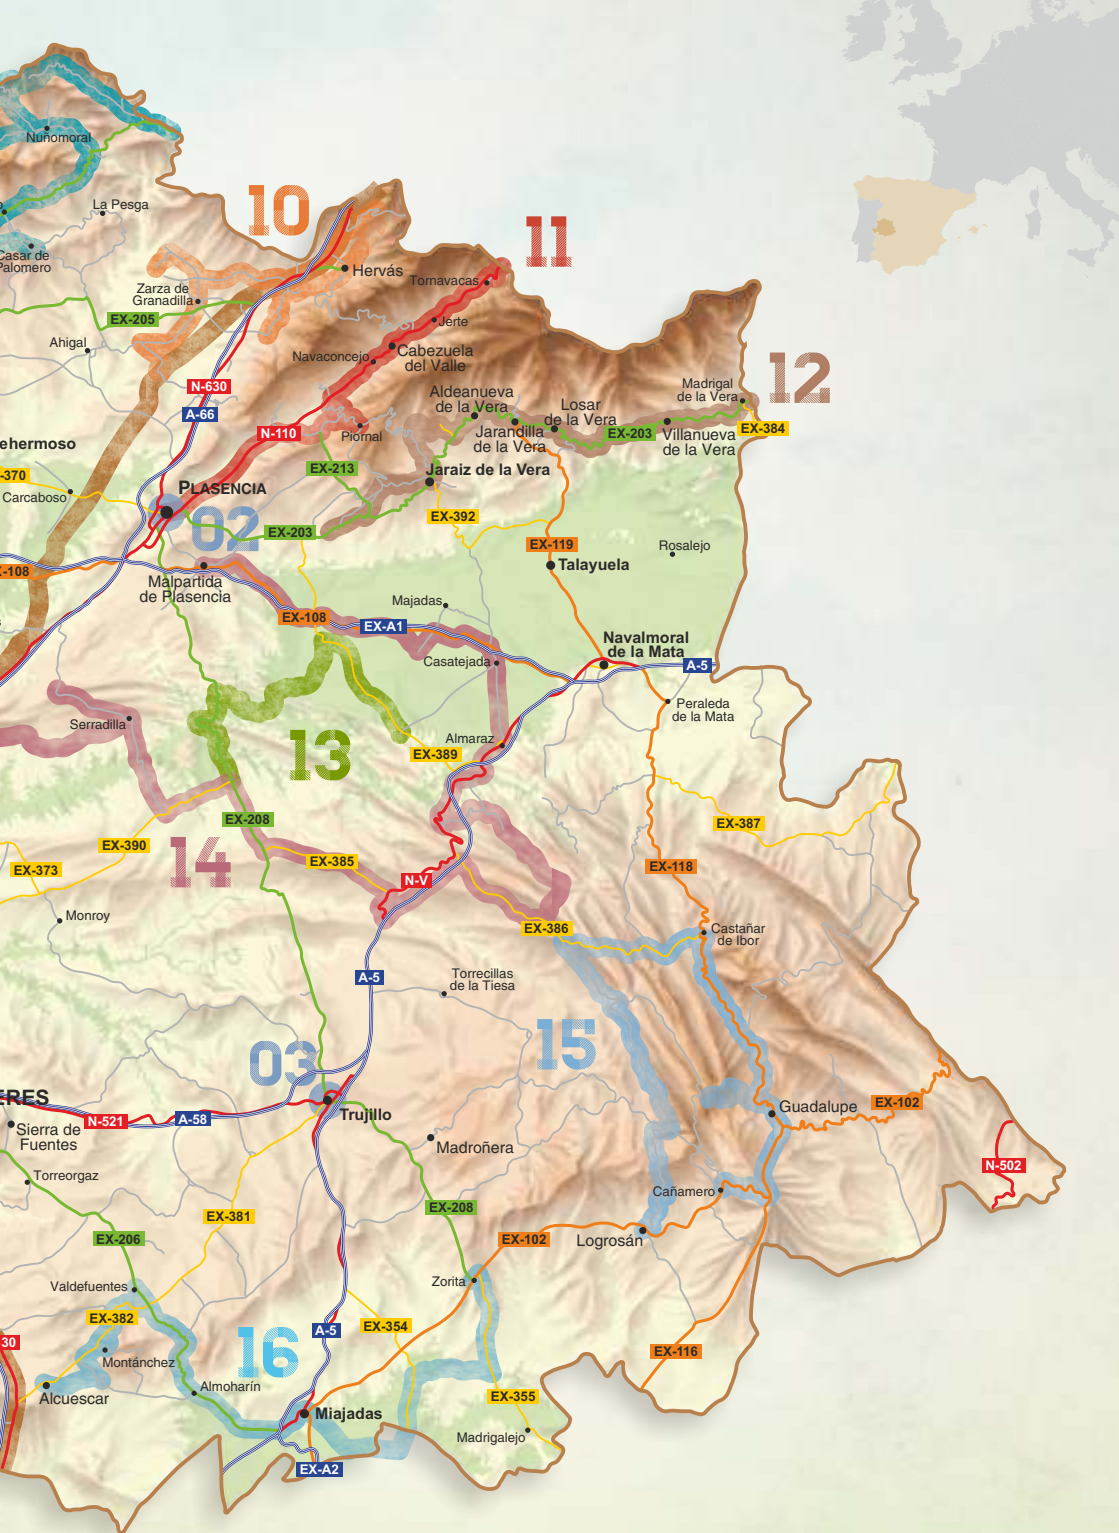 Nuñomoral
La Pesga
Casar de
Palomero
10
11
Hervás
Tornavacas
Zarza de
Granadilla
EX-205
Jerte
Ahigal
Navaconcejo
Cabezuela
del Valle
12
Madrigal
de la Vera
N-630
A-66
Aldeanueva
de la Vera
Losar
de la Vera
EX-384
N-110
Piornal
Jarandilla
de la Vera
EX-203
Villanueva
de la Vera
ehermoso
-370
EX-213
Jaraiz de la Vera
Carcaboso
PLASENCIA
02
EX-392
EX-203
EX-119
Rosalejo
-108
Talayuela
Malpartida
de Plasencia
Majadas
EX-108
EX-A1
Navalmoral
de la Mata
Casatejada
A-5
Peraleda
de la Mata
Serradilla
13
Almaraz
EX-389
EX-208
EX-387
EX-390
14
EX-385
EX-118
EX-373
N-V
Monroy
EX-386
Castañar
de Ibor
A-5
Torrecillas
de la Tiesa
15
03
ERES
EX-102
Guadalupe
N-521
A-58
Trujillo
Sierra de
Fuentes
Madroñera
N-502
Torreorgaz
Cañamero
EX-381
EX-208
EX-206
EX-102
Logrosán
Valdefuentes
Zorita
EX-382
16
A-5
EX-354
30
Montánchez
EX-116
Alcuescar
Almoharín
EX-355
Miajadas
Madrigalejo
EX-A2